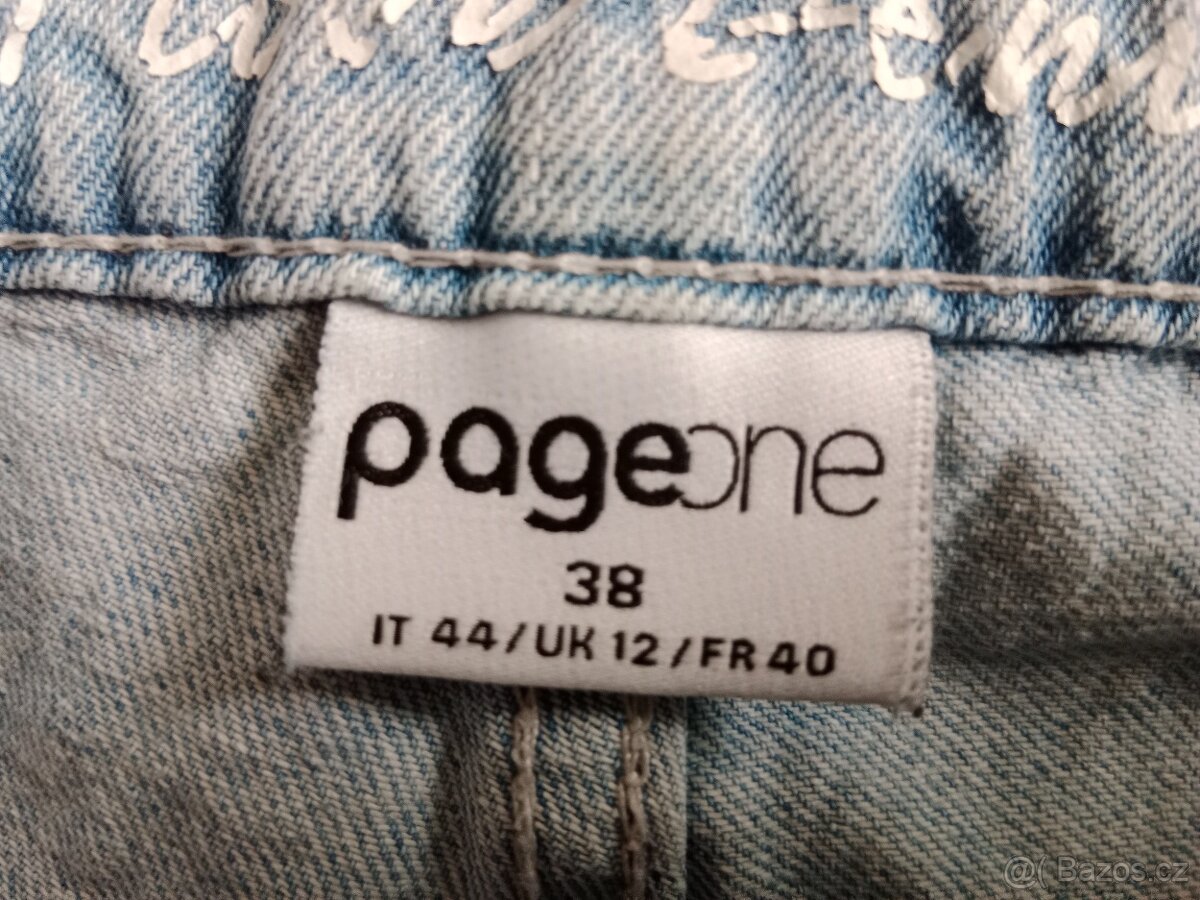 pageone
38
IT 44/UK 12/FR 40
@( Bazos.cz